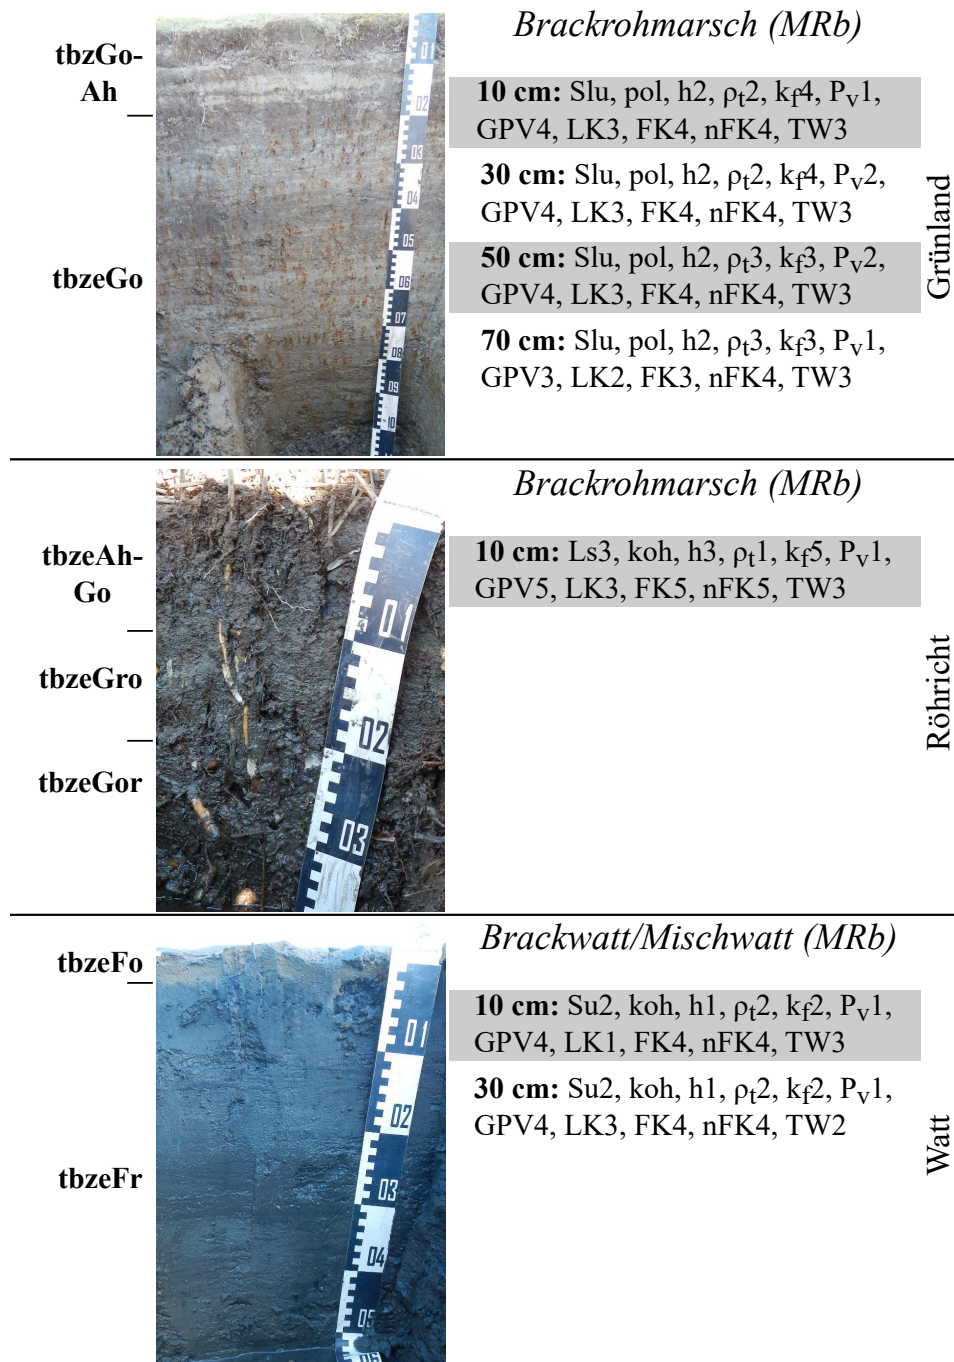 Brackrohmarsch (MRb)
tbzGo-
Ah
tbzeGo
01
02
03
04
05
06
07
08
09
10
10 cm: Slu, pol, h2, ρt2, kf4, Pv1,
GPV4, LK3, FK4, nFK4, TW3
30 cm: Slu, pol, h2, ρt2, kf4, Pv2,
GPV4, LK3, FK4, nFK4, TW3
50 cm: Slu, pol, h2, ρt3, kf3, Pv2,
GPV4, LK3, FK4, nFK4, TW3
70 cm: Slu, pol, h2, ρt3, kf3, Pv1,
GPV3, LK2, FK3, nFK4, TW3
Grünland
Brackrohmarsch (MRb)
tbzeAh-
Go
tbzeGro
tbzeGor
01
02
03
10 cm: Ls3, koh, h3, ρt1, kf5, Pv1,
GPV5, LK3, FK5, nFK5, TW3
Röhricht
Brackwatt/Mischwatt (MRb)
tbzeFo
tbzeFr
01
02
03
04
05
06
10 cm: Su2, koh, h1, ρt2, kf2, Pv1,
GPV4, LK1, FK4, nFK4, TW3
30 cm: Su2, koh, h1, ρt2, kf2, Pv1,
GPV4, LK3, FK4, nFK4, TW2
Watt